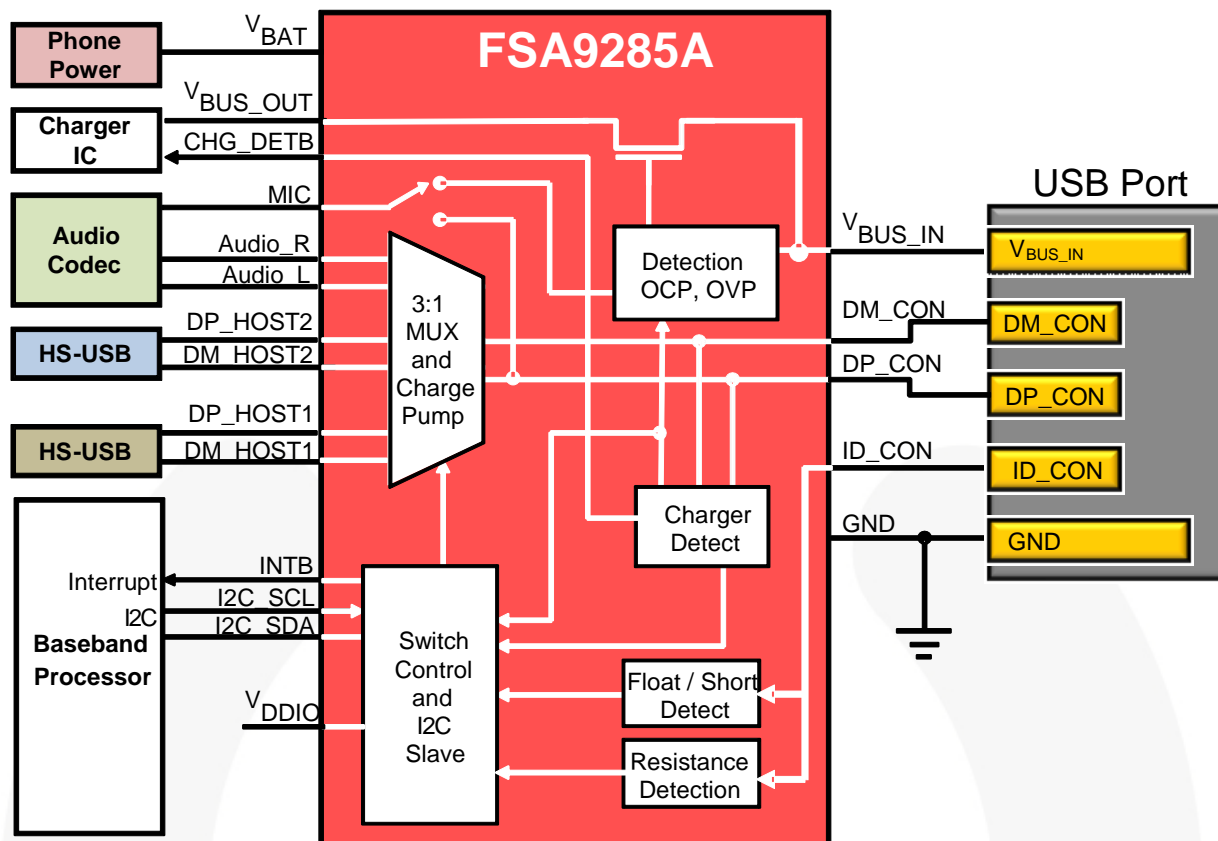 FSA9285A
Phone
Power
VBAT
Charger
IC
VBUS_OUT
CHG_DETB
Audio
Codec
MIC
Audio_R
Audio_L
HS-USB
DP_HOST2
DM_HOST2
HS-USB
DP_HOST1
DM_HOST1
Interrupt
I2C
Baseband
Processor
INTB
I2C_SCL
I2C_SDA
VDDIO
3:1
MUX
and
Charge
Pump
Detection
OCP, OVP
Charger
Detect
Switch
Control
and
I2C
Slave
Float / Short
Detect
Resistance
Detection
VBUS_IN
DM_CON
DP_CON
ID_CON
GND
USB Port
VBUS_IN
DM_CON
DP_CON
ID_CON
GND